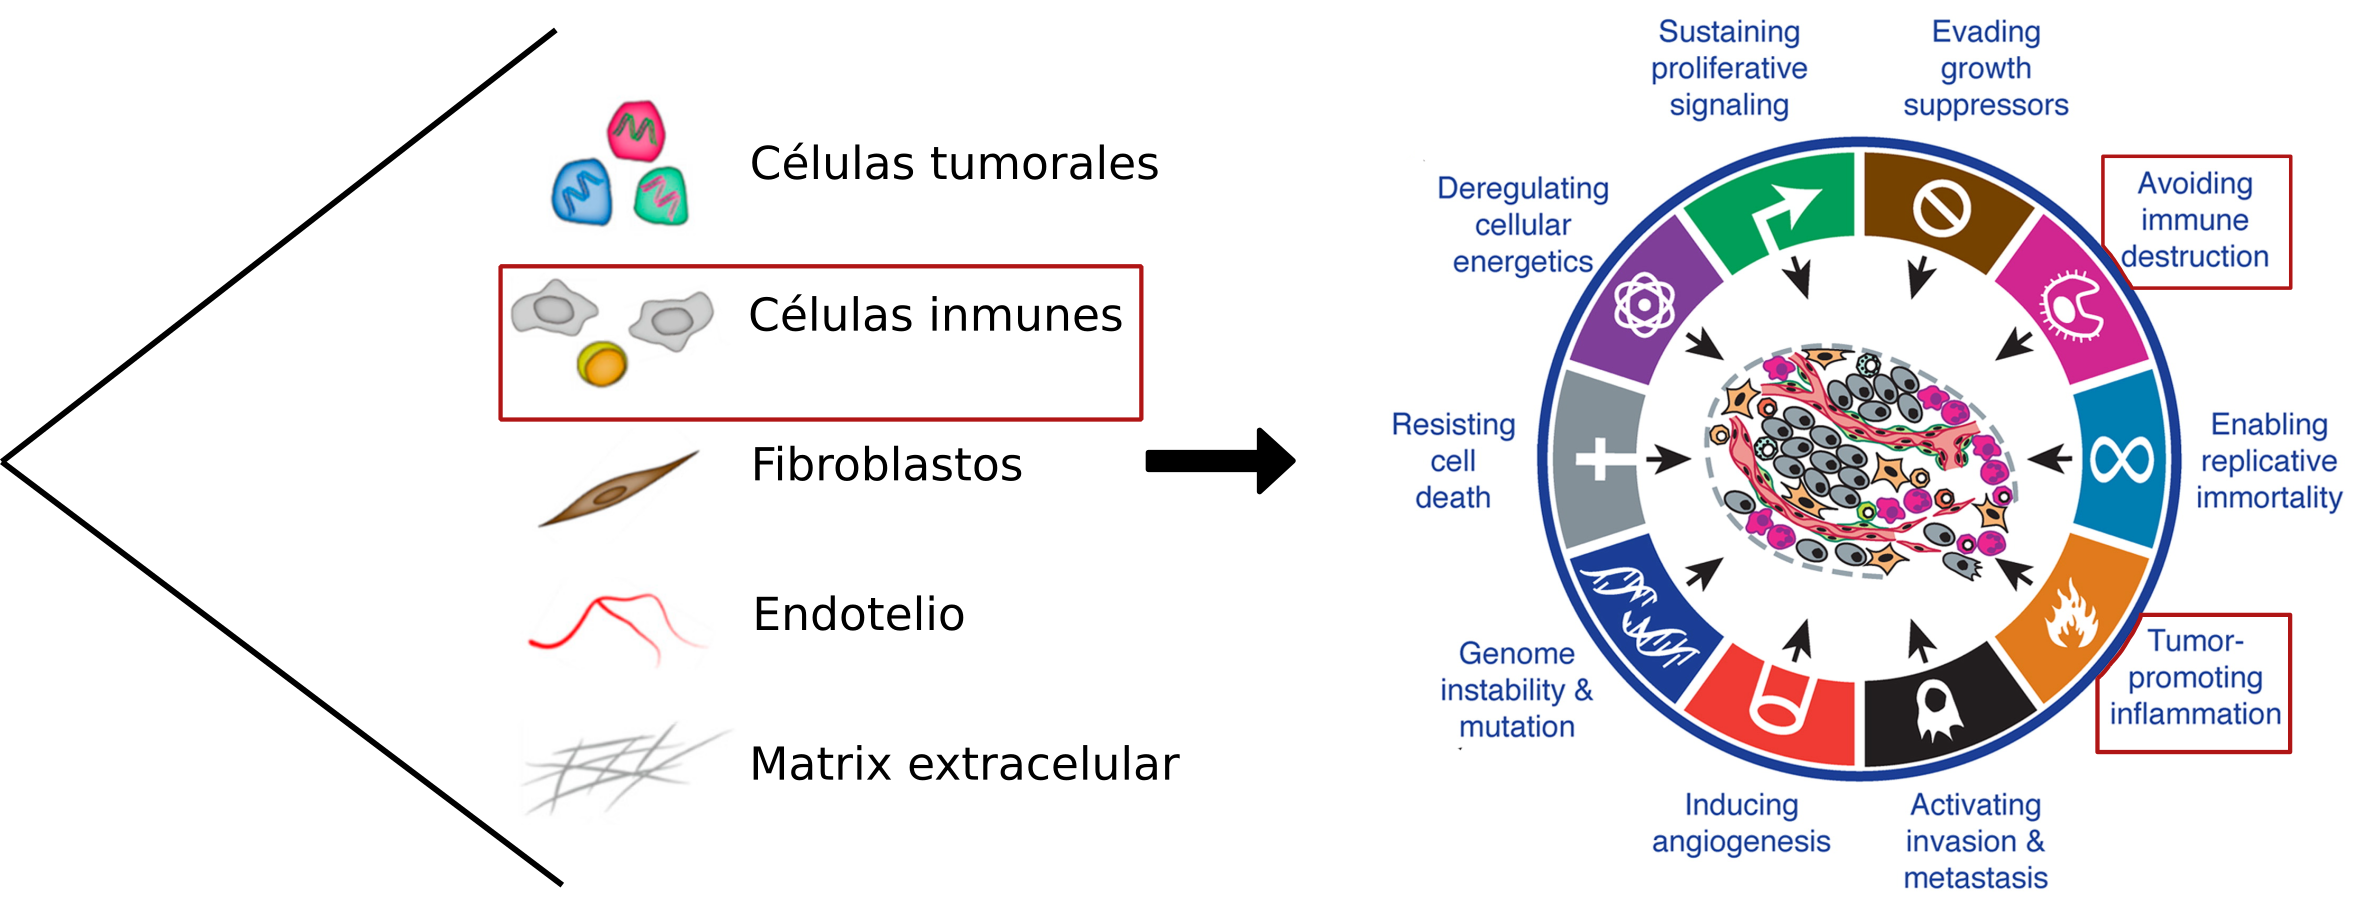 Células tumorales
Células inmunes
Fibroblastos
Endotelio
Matrix extracelular
Sustaining
proliferative
signaling
Evading
growth
suppressors
Deregulating
cellular
energetics
Avoiding
immune
destruction
Resisting
cell
death
Enabling
replicative
immortality
Genome
instability &
mutation
Tumor-
promoting
inflammation
Inducing
angiogenesis
Activating
invasion &
metastasis